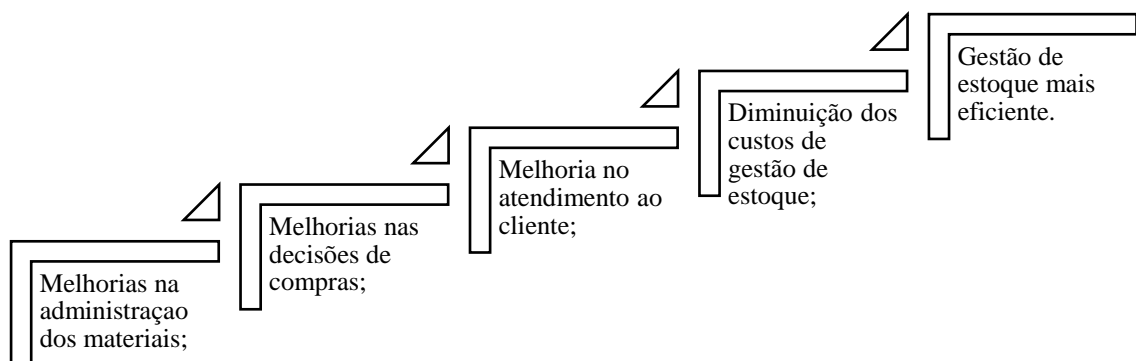 Melhorias na
administraçao
dos materiais;
Melhorias nas
decisões de
compras;
Melhoria no
atendimento ao
cliente;
Diminuição dos
custos de
gestão de
estoque;
Gestão de
estoque mais
eficiente.